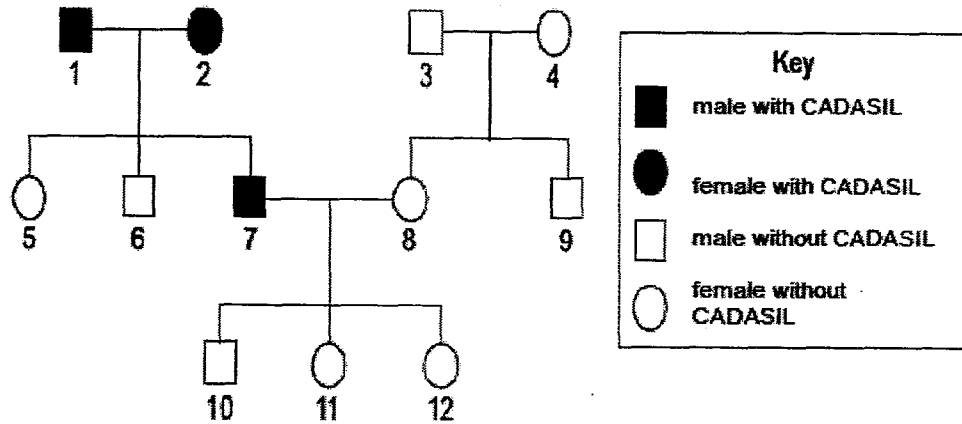 1
2
3
4
Key
male with CADASIL
female with CADASIL
male without CADASIL
female without
CADASIL
5
6
7
8
9
10
11
12